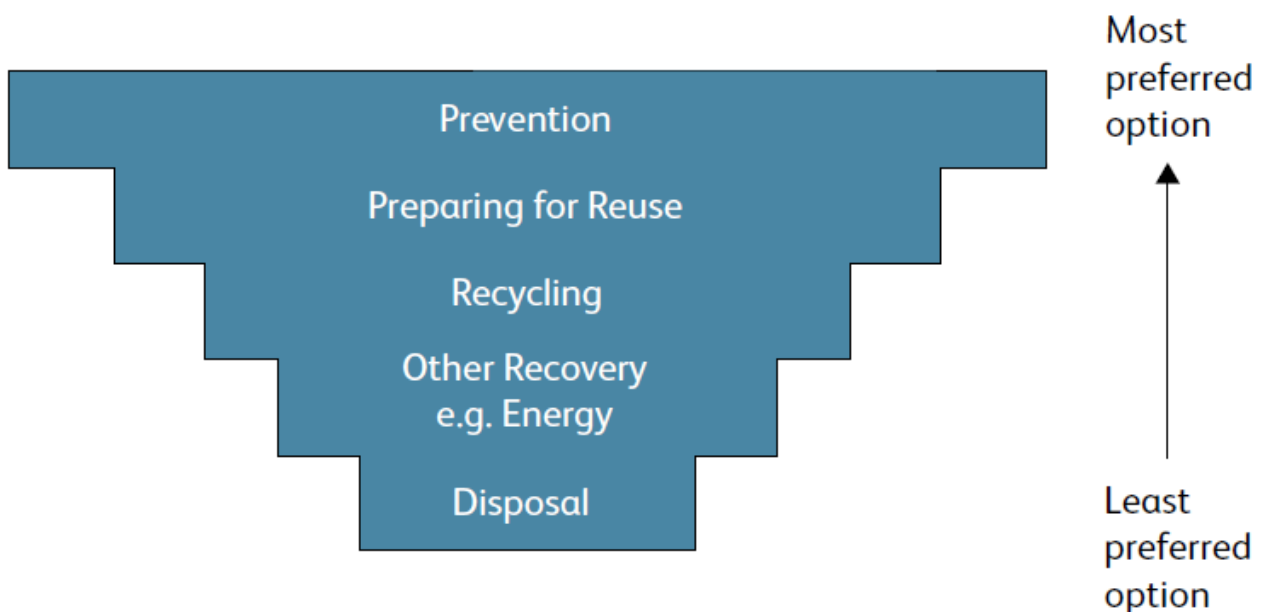 Most
preferred
option
Prevention
Preparing for Reuse
Recycling
Other Recovery
e.g. Energy
Disposal
Least
preferred
option